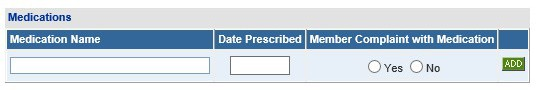 Medications
Medication Name Date Prescribed Member Complaint with Medication
Yes No ADD